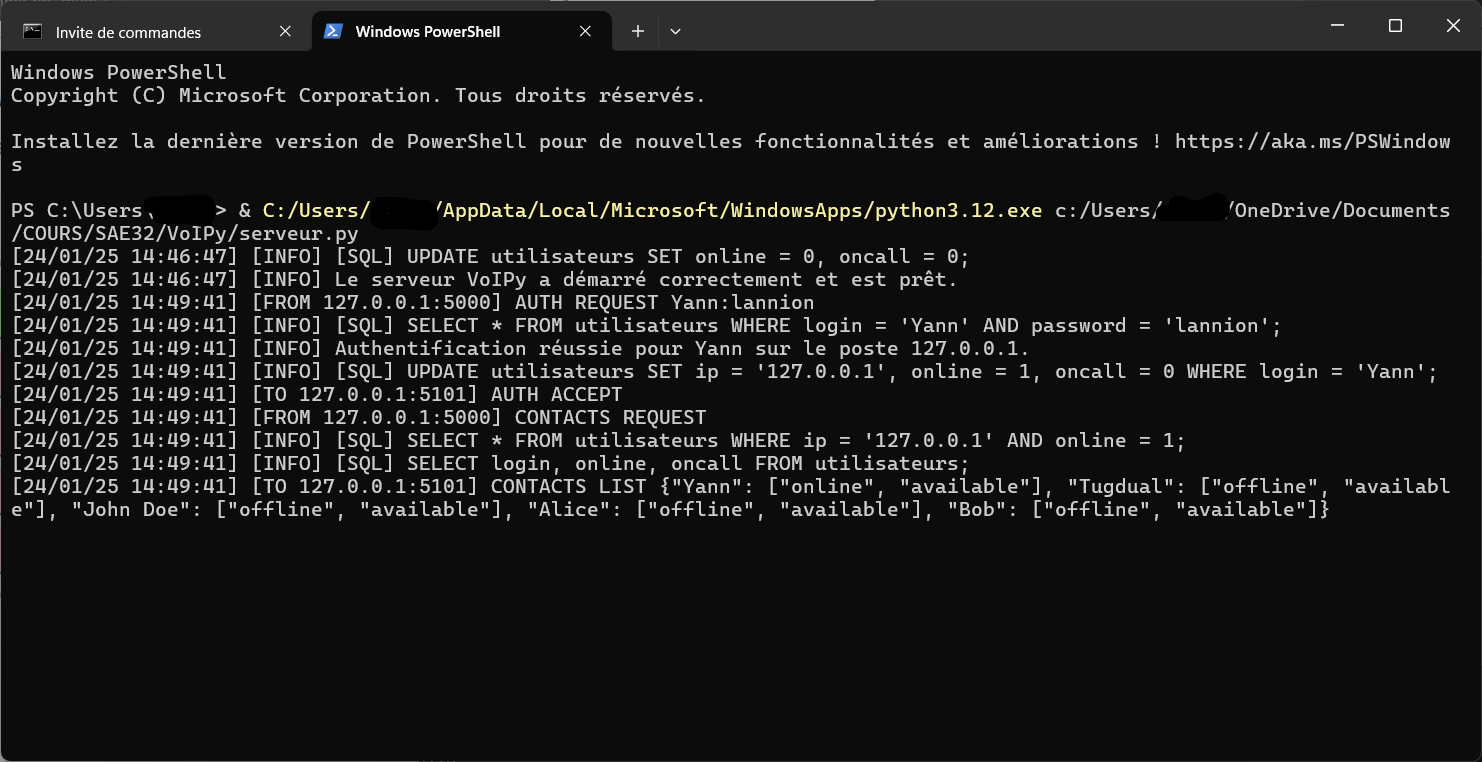 Invite de commandes
Windows PowerShell
Windows PowerShell
Copyright (C) Microsoft Corporation. Tous droits réservés.
Installez la dernière version de PowerShell pour de nouvelles fonctionnalités et améliorations ! https://aka.ms/PSWindow
s
PS C:\Users\ > & C:/Users/ /AppData/Local/Microsoft/WindowsApps/python3.12.exe c:/Users/ /OneDrive/Documents
/COURS/SAE32/VoIPy/serveur.py
[24/01/25 14:46:47] [INFO] [SQL] UPDATE utilisateurs SET online = 0, oncall = 0;
[24/01/25 14:46:47] [INFO] Le serveur VoIPy a démarré correctement et est prêt.
[24/01/25 14:49:41] [FROM 127.0.0.1:5000] AUTH REQUEST Yann:lannion
[24/01/25 14:49:41] [INFO] [SQL] SELECT * FROM utilisateurs WHERE login = 'Yann' AND password = 'lannion';
[24/01/25 14:49:41] [INFO] Authentification réussie pour Yann sur le poste 127.0.0.1.
[24/01/25 14:49:41] [INFO] [SQL] UPDATE utilisateurs SET ip = '127.0.0.1', online = 1, oncall = 0 WHERE login = 'Yann';
[24/01/25 14:49:41] [TO 127.0.0.1:5101] AUTH ACCEPT
[24/01/25 14:49:41] [FROM 127.0.0.1:5000] CONTACTS REQUEST
[24/01/25 14:49:41] [INFO] [SQL] SELECT * FROM utilisateurs WHERE ip = '127.0.0.1' AND online = 1;
[24/01/25 14:49:41] [INFO] [SQL] SELECT login, online, oncall FROM utilisateurs;
[24/01/25 14:49:41] [TO 127.0.0.1:5101] CONTACTS LIST {"Yann": ["online", "available"], "Tugdual": ["offline", "availabl
e"], "John Doe": ["offline", "available"], "Alice": ["offline", "available"], "Bob": ["offline", "available"]}